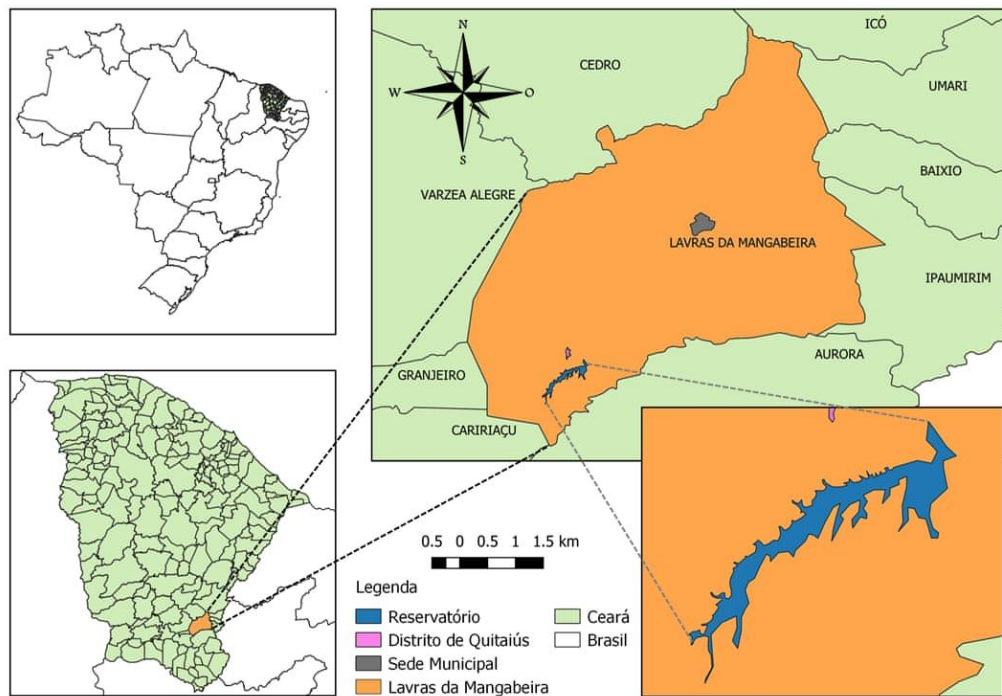 N
W
O
S
CEDRO
ICÓ
UMARI
BAIXIO
VARZEA ALEGRE
LAVRAS DA MANGABEIRA
IPAUMIRIM
AURORA
GRANJEIRO
CARIRIAÇU
0.5 0 0.5 1 1.5 km
Legenda
Reservatório
Distrito de Quitaiús
Sede Municipal
Lavras da Mangabeira
Ceará
Brasil